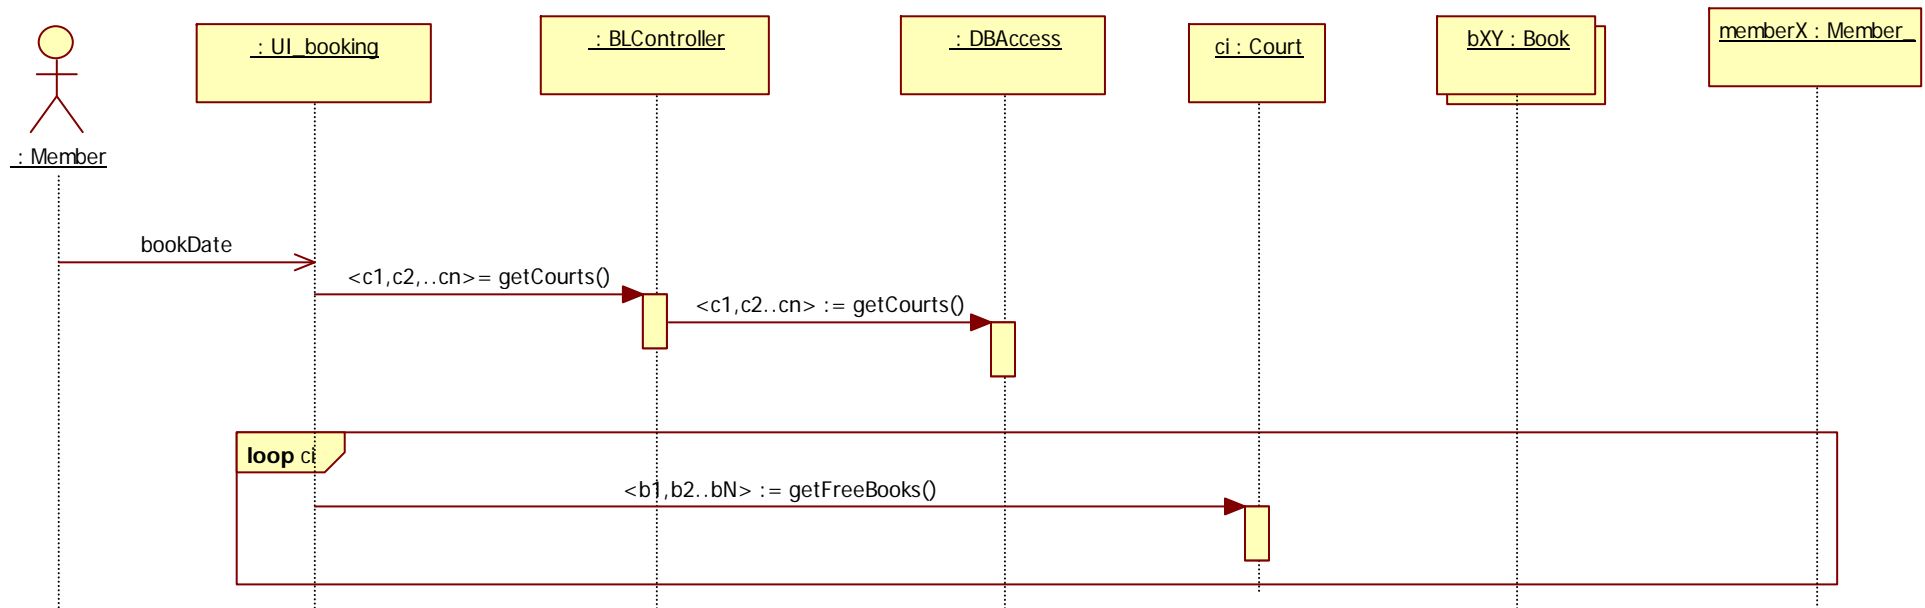 : UI_booking
: BLController
: DBAccess
ci : Court
bXY : Book
memberX : Member_
: Member
bookDate
<c1,c2,..cn>= getCourts()
<c1,c2..cn> := getCourts()
loop ci
<b1,b2..bN> := getFreeBooks()